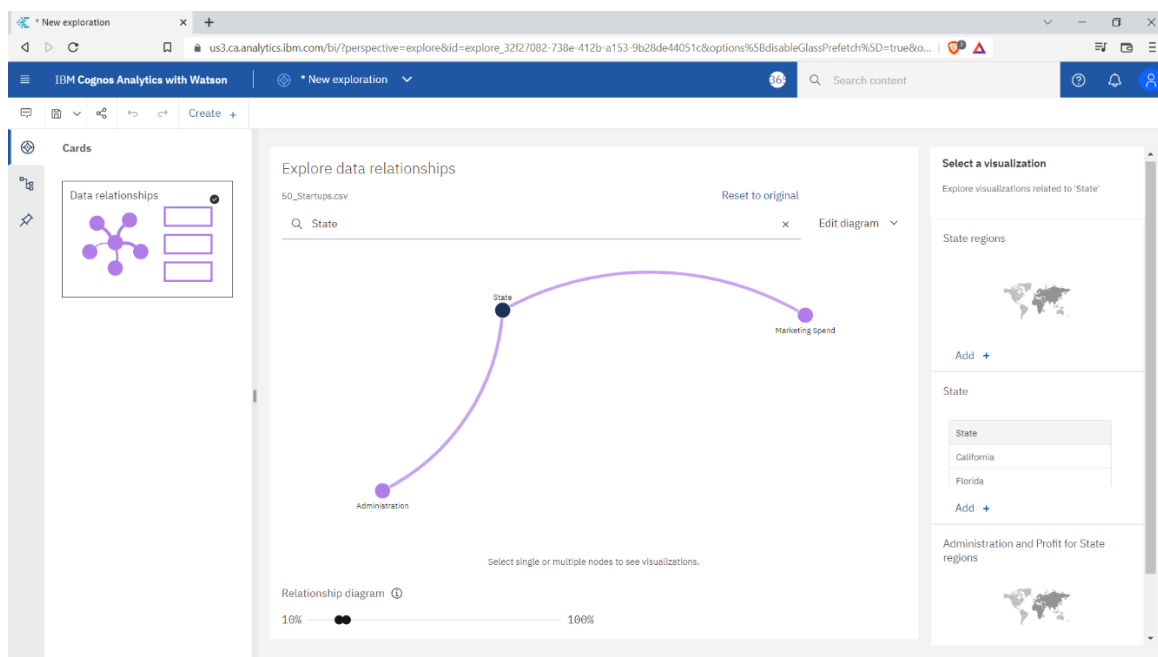 * New exploration
us3.ca.analytics.ibm.com/bi/?perspective=explore&id=explore_32f27082-738e-412b-a153-9b28de44051c&options%5BdisableGlassPrefetch%5D=true&o...
IBM Cognos Analytics with Watson
* New exploration
Search content
Create +
Cards
Data relationships
Explore data relationships
50_Startups.csv
Reset to original
State
Edit diagram
State
Marketing Spend
Administration
Select single or multiple nodes to see visualizations.
Relationship diagram
10%
100%
Select a visualization
Explore visualizations related to 'State'
State regions
Add +
State
State
California
Florida
Add +
Administration and Profit for State
regions